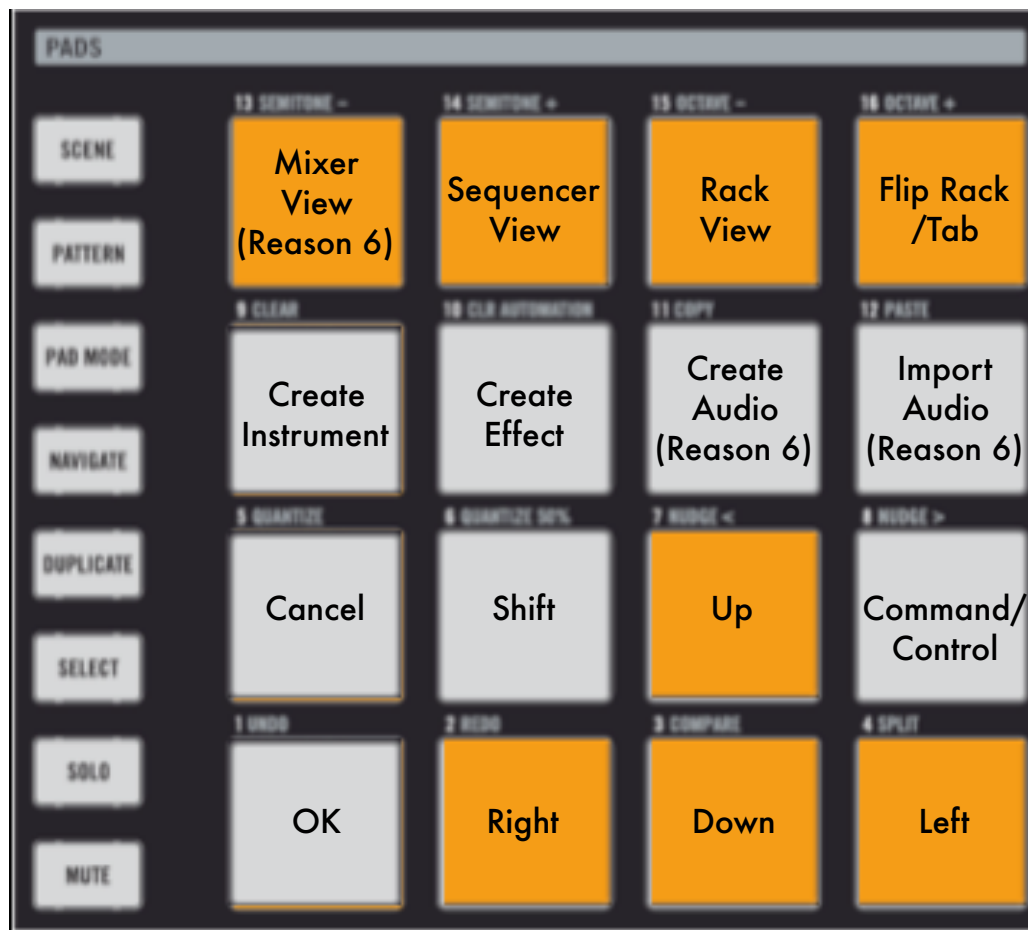 PADS
13 SEMITONE - 14 SEMITONE + 15 OCTAVE - 16 OCTAVE +
SCENE
Mixer
View
(Reason 6)
Sequencer
View
Rack
View
Flip Rack
/Tab
PATTERN
9 CLEAR 10 CLR AUTOMATION 11 COPY 12 PASTE
PAD MODE
Create
Instrument
Create
Effect
Create
Audio
(Reason 6)
Import
Audio
(Reason 6)
NAVIGATE
5 QUANTIZE 6 QUANTIZE 50% 7 NUDGE < 8 NUDGE >
DUPLICATE
Cancel
Shift
Up
Command/
Control
SELECT
1 UNDO 2 REDO 3 COMPARE 4 SPLIT
SOLO
OK
Right
Down
Left
MUTE